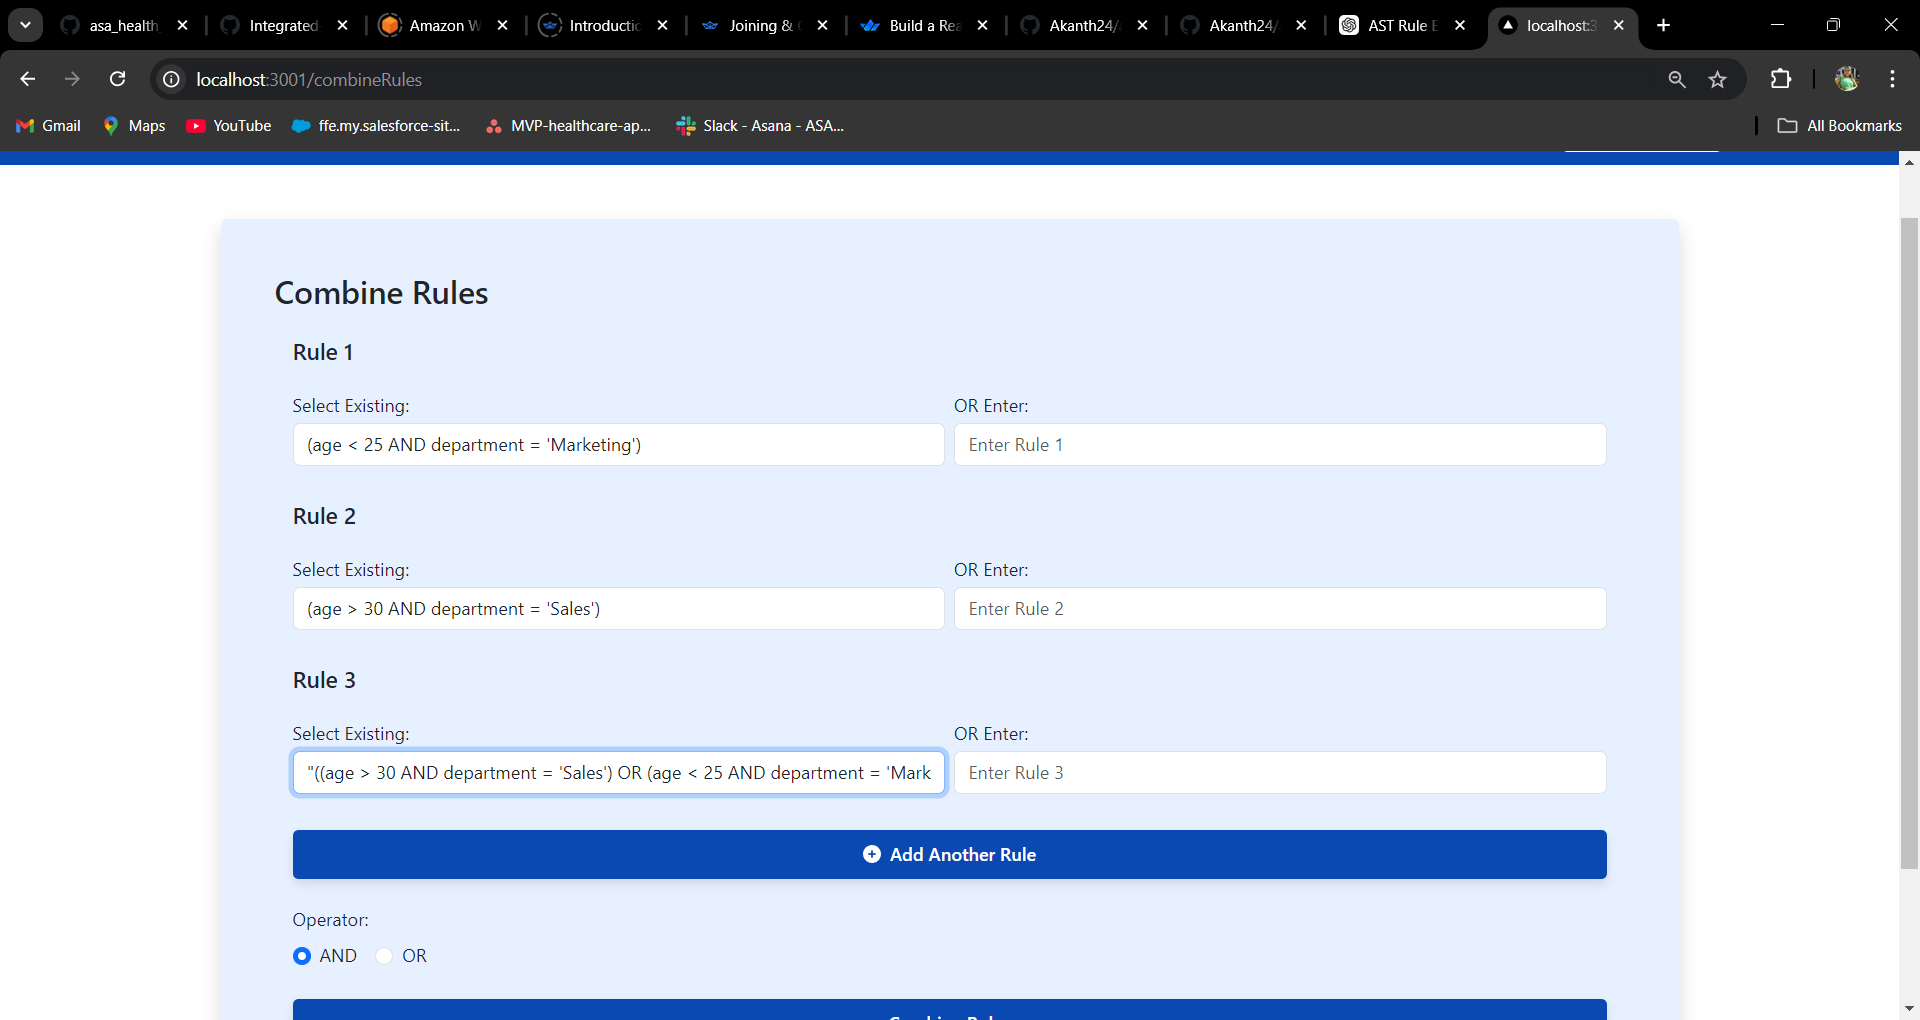 asa_health
Integrated
Amazon W
Introductio
Joining &
Build a Rea
Akanth24/
Akanth24/
AST Rule E
localhost:3
localhost:3001/combineRules
Gmail
Maps
YouTube
ffe.my.salesforce-sit...
MVP-healthcare-ap...
Slack - Asana - ASA...
All Bookmarks
Combine Rules
Rule 1
Select Existing:
OR Enter:
(age < 25 AND department = 'Marketing')
Enter Rule 1
Rule 2
Select Existing:
OR Enter:
(age > 30 AND department = 'Sales')
Enter Rule 2
Rule 3
Select Existing:
OR Enter:
"((age > 30 AND department = 'Sales') OR (age < 25 AND department = 'Mark
Enter Rule 3
Add Another Rule
Operator:
AND
OR